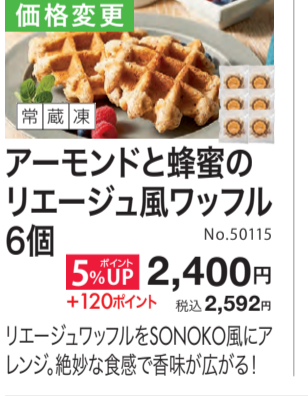 価格変更
常 蔵 凍
アーモンドと蜂蜜の
リエージュ風ワッフル
6個
No.50115
5%UP ポイント
2,400円
+120ポイント
税込2,592円
リエージュワッフルをSONOKO風にア
レンジ。絶妙な食感で香味が広がる!